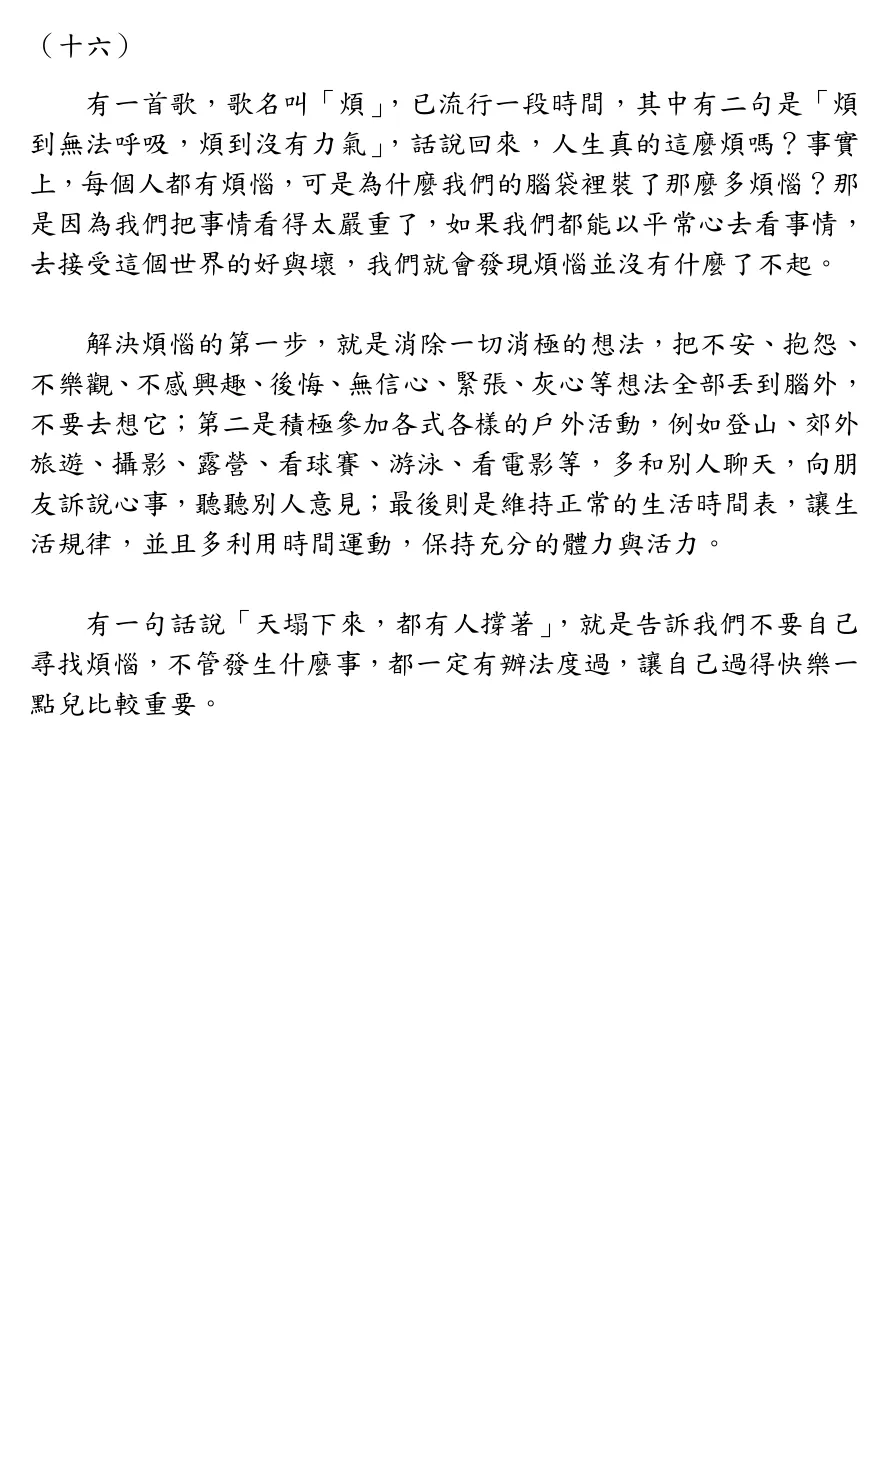 （十六）
有一首歌，歌名叫「煩」，已流行一段時間，其中有二句是「煩
到無法呼吸，煩到沒有力氣」，話說回來，人生真的這麼煩嗎？事實
上，每個人都有煩惱，可是為什麼我們的腦袋裡裝了那麼多煩惱？那
是因為我們把事情看得太嚴重了，如果我們都能以平常心去看事情，
去接受這個世界的好與壞，我們就會發現煩惱並沒有什麼了不起。
解決煩惱的第一步，就是消除一切消極的想法，把不安、抱怨、
不樂觀、不感興趣、後悔、無信心、緊張、灰心等想法全部丟到腦外，
不要去想它；第二是積極參加各式各樣的戶外活動，例如登山、郊外
旅遊、攝影、露營、看球賽、游泳、看電影等，多和別人聊天，向朋
友訴說心事，聽聽別人意見；最後則是維持正常的生活時間表，讓生
活規律，並且多利用時間運動，保持充分的體力與活力。
有一句話說「天塌下來，都有人撐著」，就是告訴我們不要自己
尋找煩惱，不管發生什麼事，都一定有辦法度過，讓自己過得快樂一
點兒比較重要。